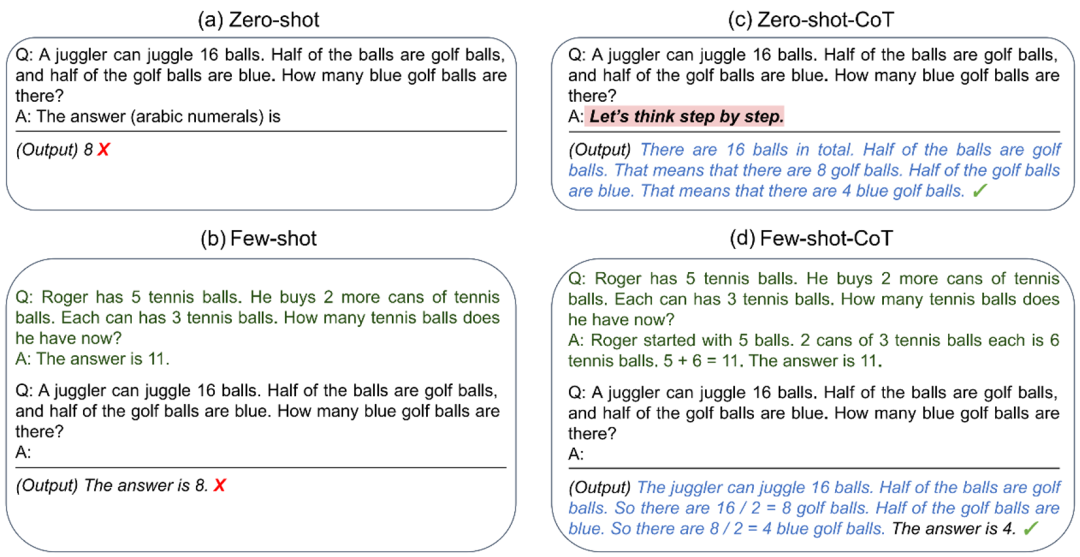 (a) Zero-shot
Q: A juggler can juggle 16 balls. Half of the balls are golf balls,
and half of the golf balls are blue. How many blue golf balls are
there?
A: The answer (arabic numerals) is
(Output) 8 ✗
(b) Few-shot
Q: Roger has 5 tennis balls. He buys 2 more cans of tennis
balls. Each can has 3 tennis balls. How many tennis balls does
he have now?
A: The answer is 11.
Q: A juggler can juggle 16 balls. Half of the balls are golf balls,
and half of the golf balls are blue. How many blue golf balls are
there?
A:
(Output) The answer is 8. ✗
(c) Zero-shot-CoT
Q: A juggler can juggle 16 balls. Half of the balls are golf balls,
and half of the golf balls are blue. How many blue golf balls are
there?
A: Let's think step by step.
(Output) There are 16 balls in total. Half of the balls are golf
balls. That means that there are 8 golf balls. Half of the golf balls
are blue. That means that there are 4 blue golf balls. ✓
(d) Few-shot-CoT
Q: Roger has 5 tennis balls. He buys 2 more cans of tennis
balls. Each can has 3 tennis balls. How many tennis balls does
he have now?
A: Roger started with 5 balls. 2 cans of 3 tennis balls each is 6
tennis balls. 5 + 6 = 11. The answer is 11.
Q: A juggler can juggle 16 balls. Half of the balls are golf balls,
and half of the golf balls are blue. How many blue golf balls are
there?
A:
(Output) The juggler can juggle 16 balls. Half of the balls are golf
balls. So there are 16 / 2 = 8 golf balls. Half of the golf balls are
blue. So there are 8 / 2 = 4 blue golf balls. The answer is 4. ✓